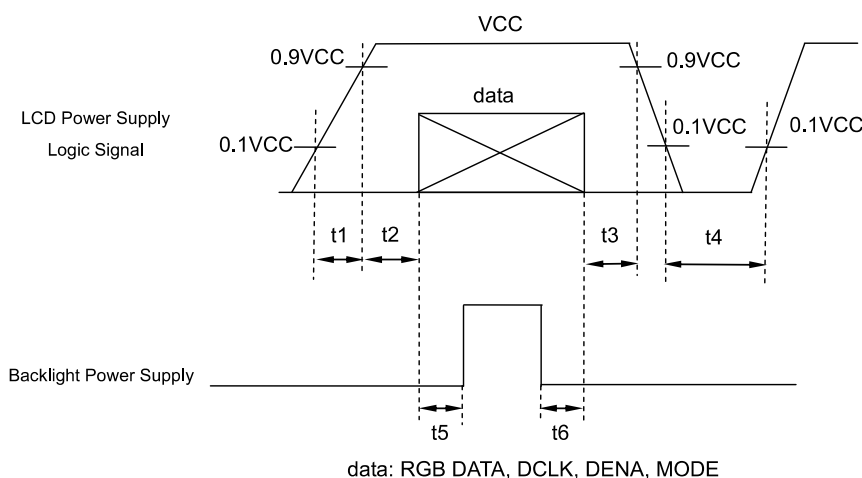 VCC
0.9VCC
0.9VCC
data
LCD Power Supply
Logic Signal
0.1VCC
0.1VCC
0.1VCC
t1
t2
t3
t4
Backlight Power Supply
t5
t6
data: RGB DATA, DCLK, DENA, MODE